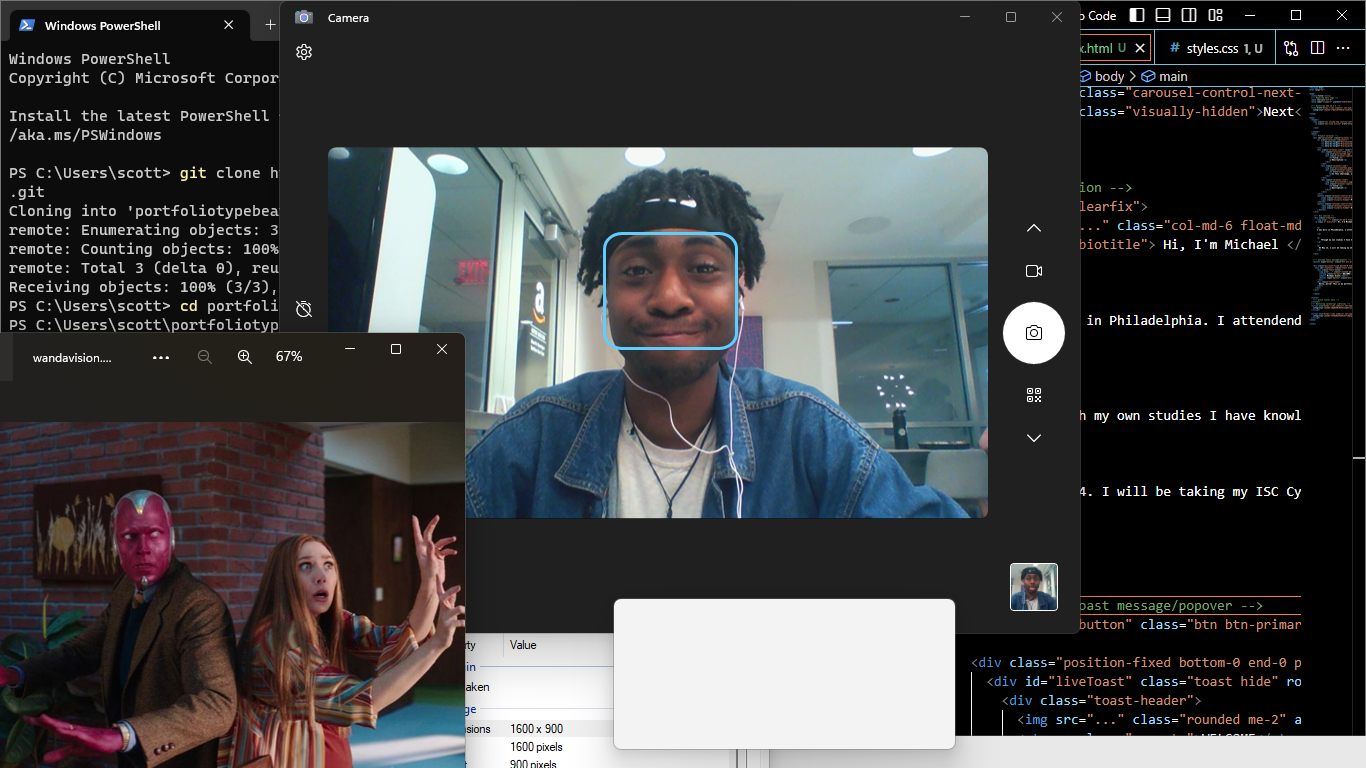 Windows PowerShell
Windows PowerShell
Copyright (C) Microsoft Corpor
Install the latest PowerShell
/aka.ms/PSWindows
PS C:\Users\scott> git clone h
.git
Cloning into 'portfoliotypebea
remote: Enumerating objects: 3
remote: Counting objects: 100%
remote: Total 3 (delta 0), reu
Receiving objects: 100% (3/3),
PS C:\Users\scott> cd portfoli
PS C:\Users\scott\portfoliotyp
Camera
EXIT
a
wandavision....
67%
Value
aken
1600 x 900
1600 pixels
900 pixels
Code
.html U
# styles.css 1, U
body > main
class="carousel-control-next-
class="visually-hidden">Next<
ion -->
learfix">
..." class="col-md-6 float-md
biotitle"> Hi, I'm Michael </
in Philadelphia. I attendend
h my own studies I have knowl
4. I will be taking my ISC Cy
oast message/popover -->
button" class="btn btn-primar
<div class="position-fixed bottom-0 end-0 p
<div id="liveToast" class="toast hide" ro
<div class="toast-header">
<img src="..." class="rounded me-2" a